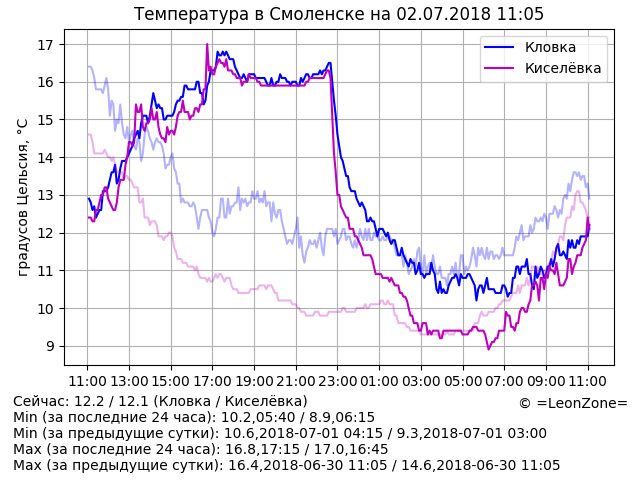 Температура в Смоленске на 02.07.2018 11:05
Кловка
Киселёвка
градусов Цельсия, °C
17
16
15
14
13
12
11
10
9
11:00 13:00 15:00 17:00 19:00 21:00 23:00 01:00 03:00 05:00 07:00 09:00 11:00
© =LeonZone=
Сейчас: 12.2 / 12.1 (Кловка / Киселёвка)
Min (за последние 24 часа): 10.2,05:40 / 8.9,06:15
Min (за предыдущие сутки): 10.6,2018-07-01 04:15 / 9.3,2018-07-01 03:00
Max (за последние 24 часа): 16.8,17:15 / 17.0,16:45
Max (за предыдущие сутки): 16.4,2018-06-30 11:05 / 14.6,2018-06-30 11:05